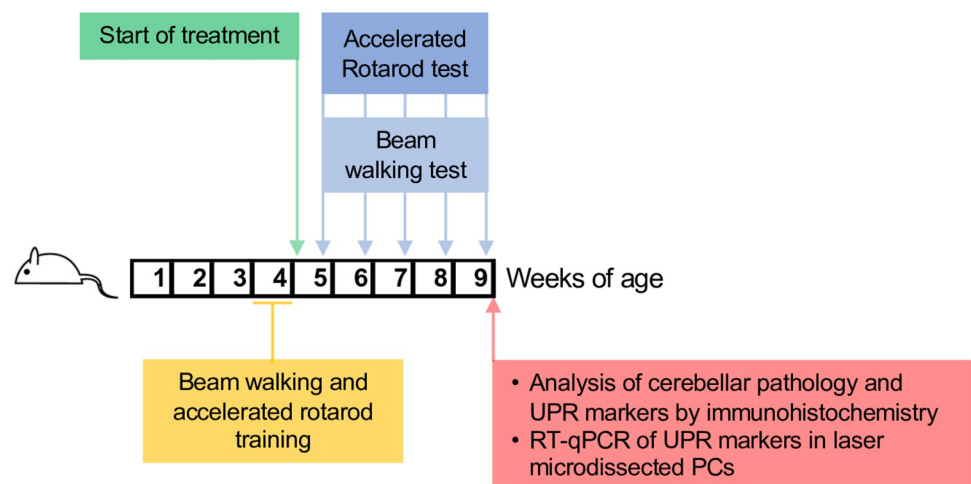 Start of treatment
Accelerated
Rotarod test
Beam
walking test
1 2 3 4 5 6 7 8 9 Weeks of age
Beam walking and
accelerated rotarod
training
• Analysis of cerebellar pathology and
UPR markers by immunohistochemistry
• RT-qPCR of UPR markers in laser
microdissected PCs